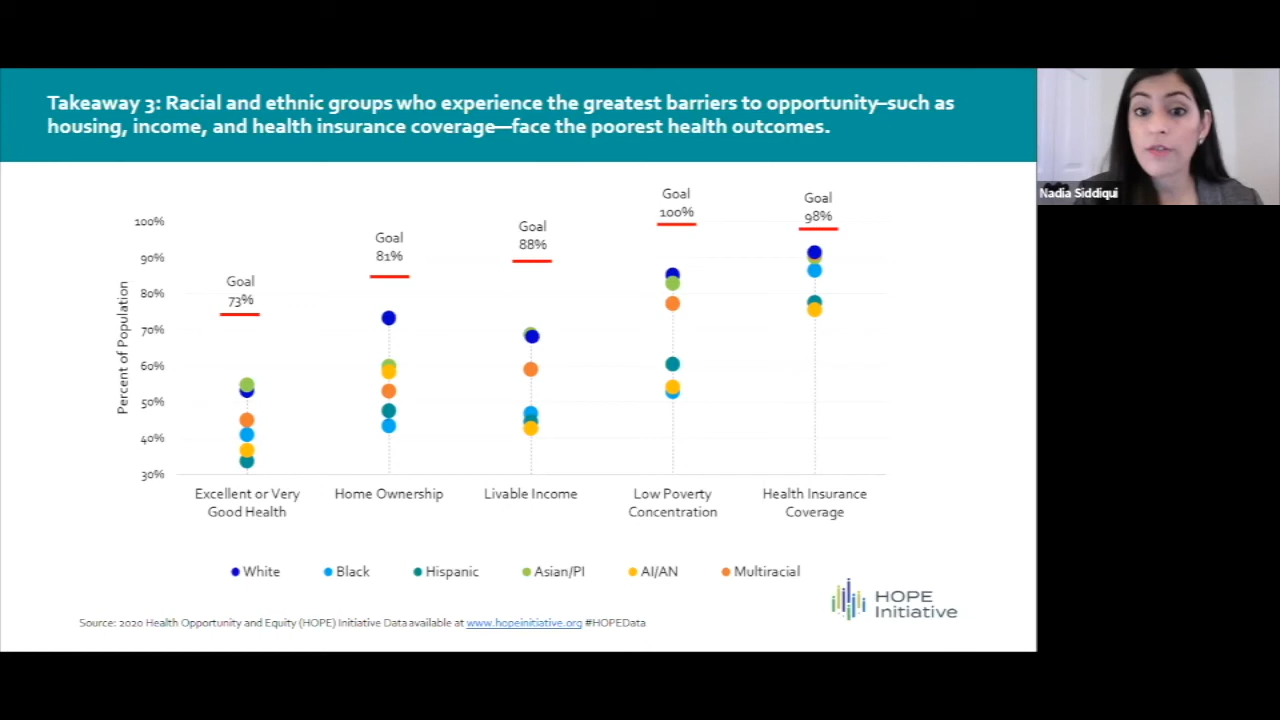 Takeaway 3: Racial and ethnic groups who experience the greatest barriers to opportunity–such as
housing, income, and health insurance coverage—face the poorest health outcomes.
Nadia Siddiqui
Goal
73%
Goal
81%
Goal
88%
Goal
100%
Goal
98%
Percent of Population
100%
90%
80%
70%
60%
50%
40%
30%
Excellent or Very
Good Health
Home Ownership
Livable Income
Low Poverty
Concentration
Health Insurance
Coverage
White
Black
Hispanic
Asian/PI
AI/AN
Multiracial
HOPE
Initiative
Source: 2020 Health Opportunity and Equity (HOPE) Initiative Data available at www.hopeinitiative.org #HOPEData